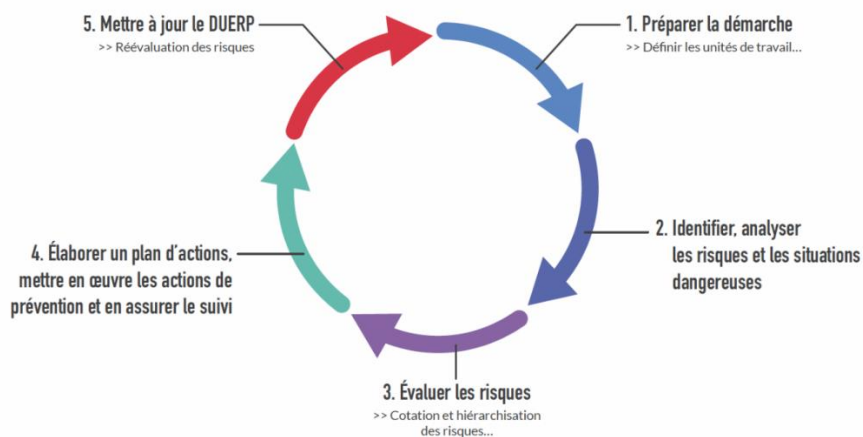 5. Mettre à jour le DUERP
>> Réévaluation des risques
1. Préparer la démarche
>> Définir les unités de travail...
2. Identifier, analyser
les risques et les situations
dangereuses
3. Évaluer les risques
>> Cotation et hiérarchisation
des risques...
4. Élaborer un plan d'actions,
mettre en œuvre les actions de
prévention et en assurer le suivi